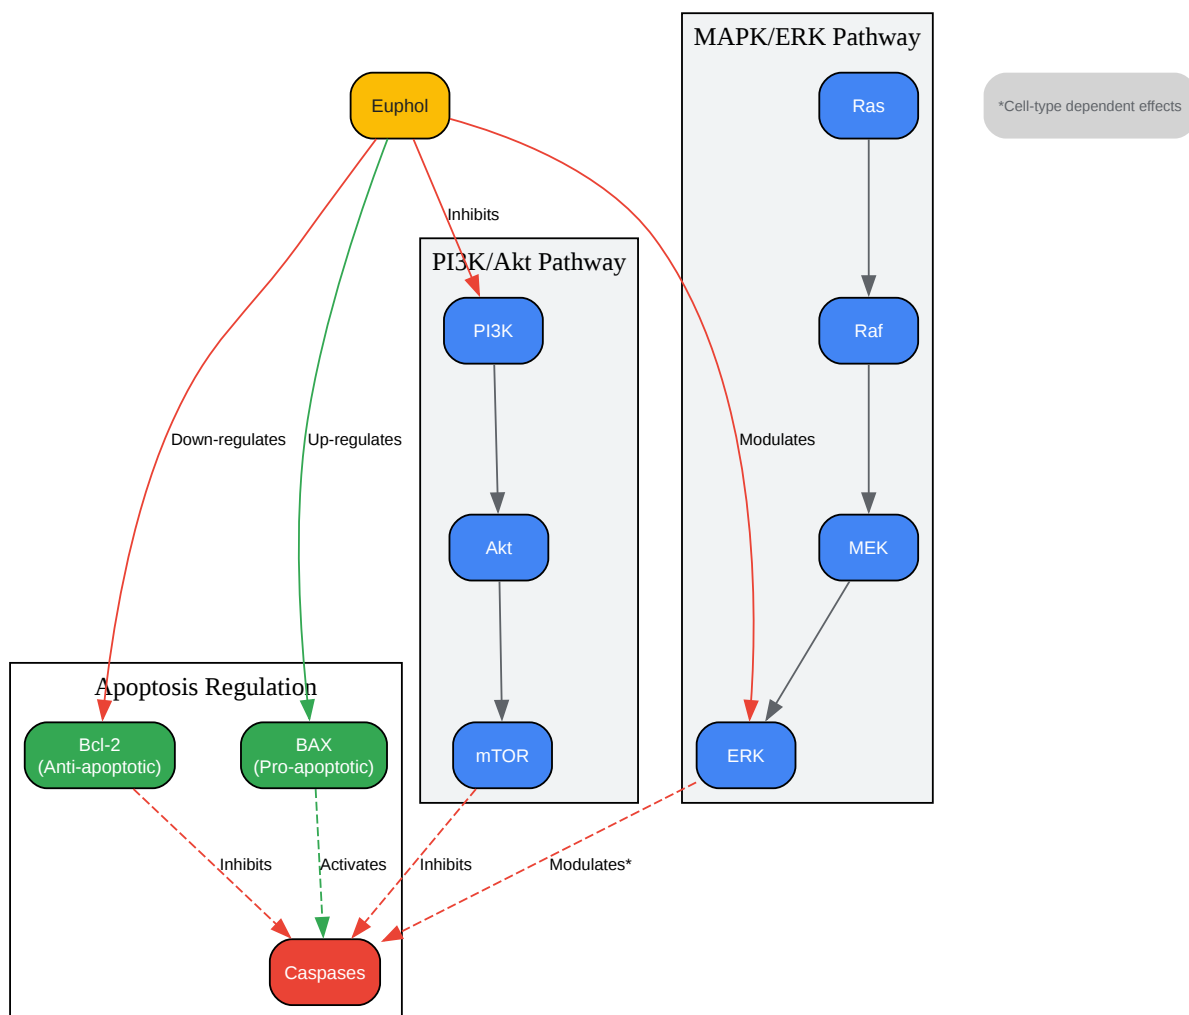 MAPK/ERK Pathway
Euphol
Ras
*Cell-type dependent effects
Inhibits
PI3K/Akt Pathway
PI3K
Raf
Down-regulates
Up-regulates
Modulates
Akt
MEK
Apoptosis Regulation
Bcl-2
(Anti-apoptotic)
BAX
(Pro-apoptotic)
mTOR
ERK
Inhibits
Activates
Inhibits
Modulates*
Caspases